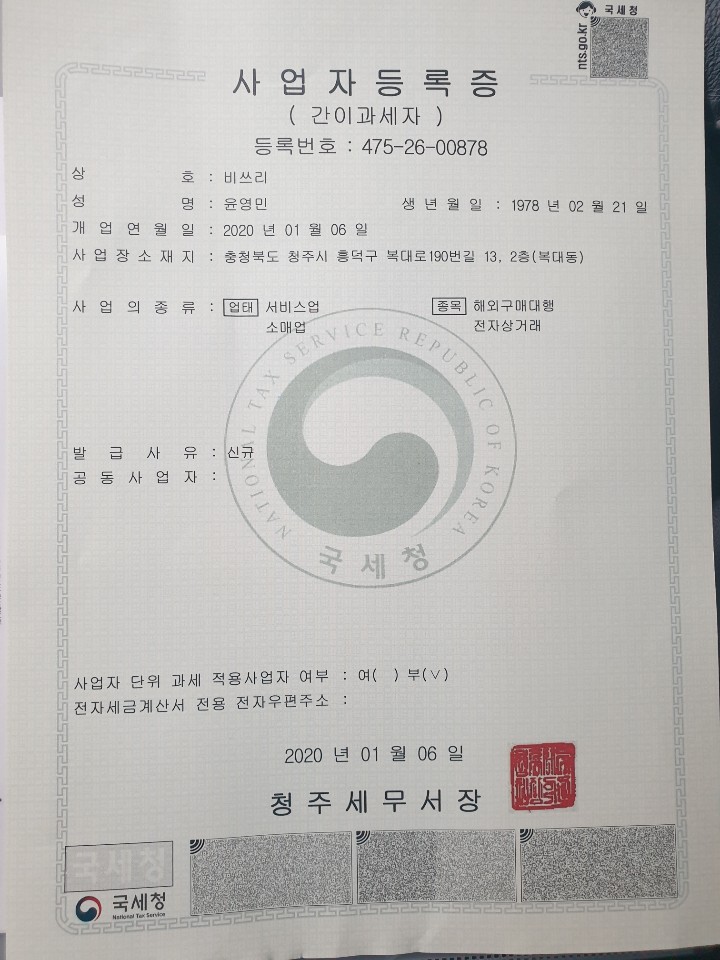 국세청
nts.go.kr
사업자등록증
( 간이과세자 )
등록번호 : 475-26-00878
상 호 : 비쓰리
성 명 : 윤영민 생 년 월 일 : 1978 년 02 월 21 일
개 업 연 월 일 : 2020 년 01 월 06 일
사 업 장 소 재 지 : 충청북도 청주시 흥덕구 복대로190번길 13, 2층(복대동)
사 업 의 종 류 : 업태 서비스업 종목 해외구매대행
소매업 전자상거래
NATIONAL TAX SERVICE REPUBLIC OF KOREA
국세청
발 급 사 유 : 신규
공 동 사 업 자 :
사업자 단위 과세 적용사업자 여부 : 여( ) 부(∨)
전자세금계산서 전용 전자우편주소 :
2020 년 01 월 06 일
청주세무서장
국세청
국세청
National Tax Service